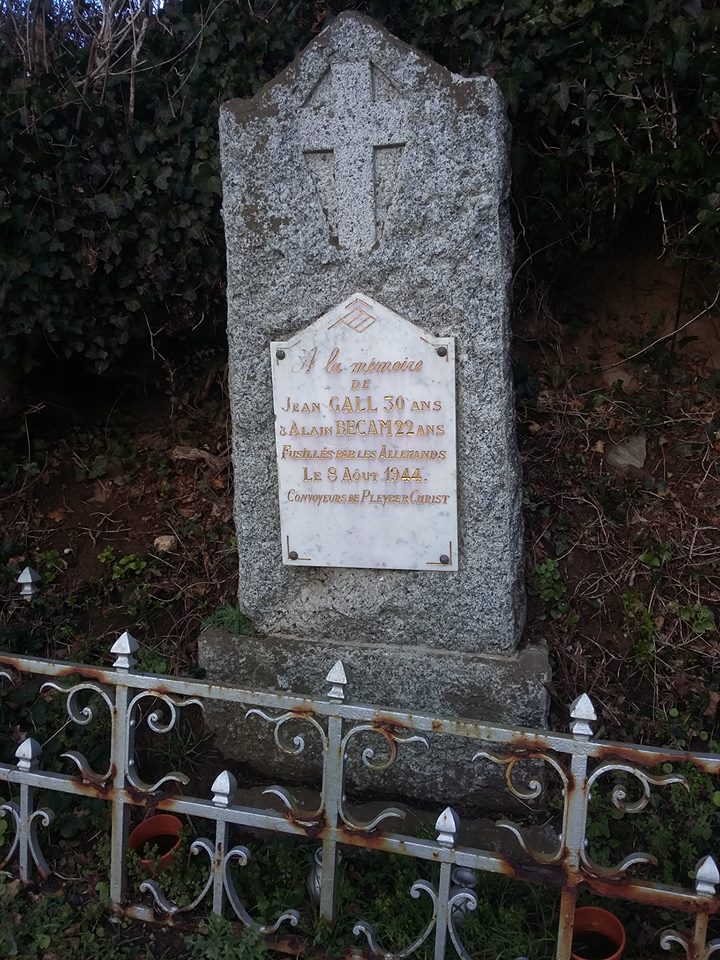 A la mémoire
DE
JEAN GALL 30 ANS
& ALAIN BECAM 22 ANS
FUSILLÉS PAR LES ALLEMANDS
LE 8 AOUT 1944.
CONVOYEURS DE PLEYBER CHRIST